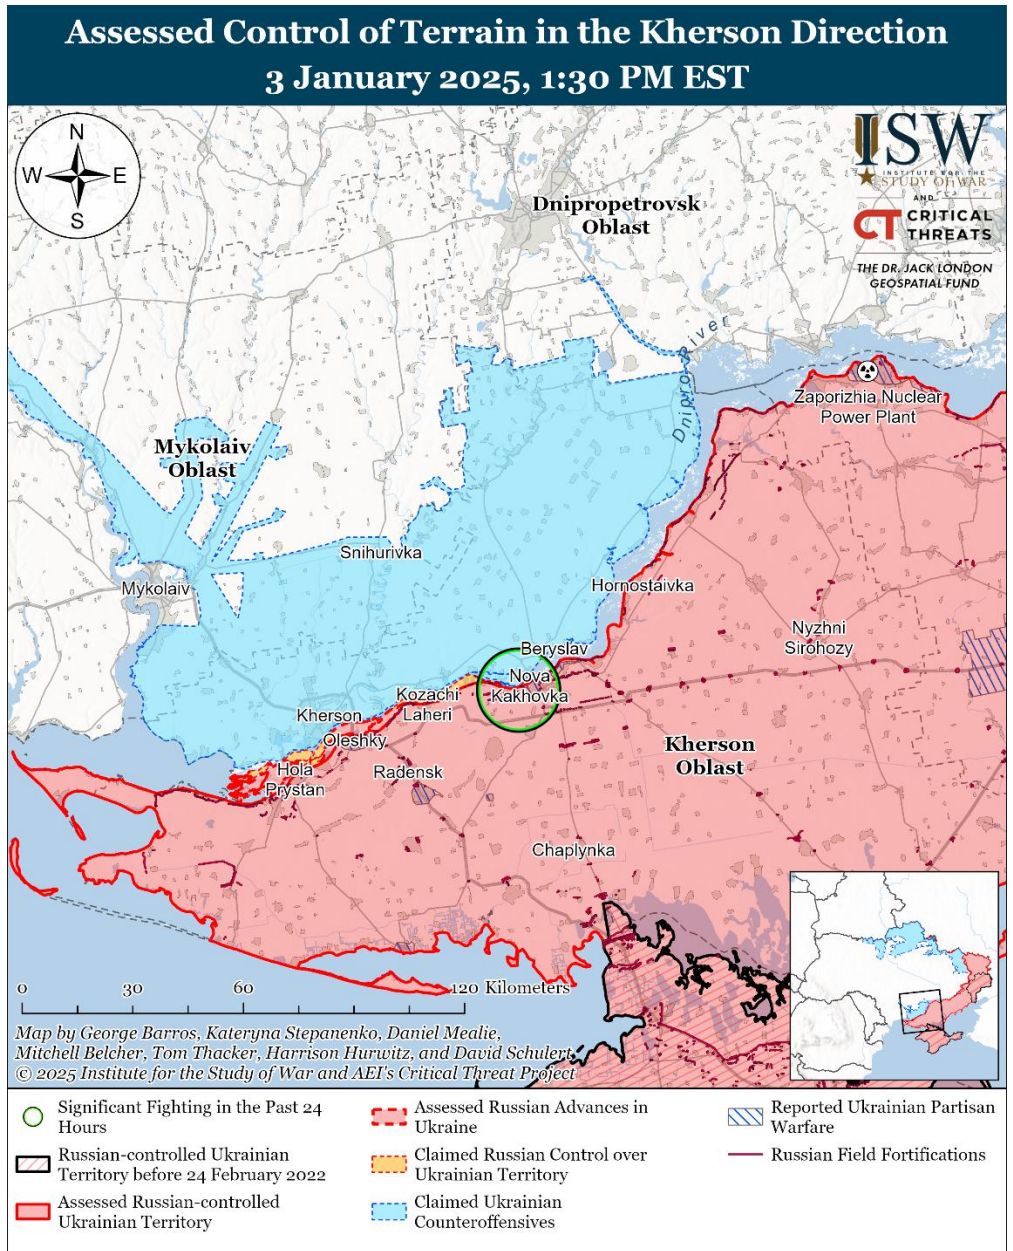 Assessed Control of Terrain in the Kherson Direction
3 January 2025, 1:30 PM EST
N
W
E
S
ISW
INSTITUTE FOR THE
STUDY OF WAR
AND
CT CRITICAL
THREATS
THE DR. JACK LONDON
GEOSPATIAL FUND
Dnipropetrovsk
Oblast
Dnipro River
Zaporizhia Nuclear
Power Plant
Mykolaiv
Oblast
Snihurivka
Mykolaiv
Hornostaivka
Nyzhni
Sirohozy
Beryslav
Nova
Kakhovka
Kozachi
Laheri
Kherson
Oleshky
Hola
Prystan
Radensk
Kherson
Oblast
Chaplynka
0 30 60 120 Kilometers
Map by George Barros, Kateryna Stepanenko, Daniel Mealie,
Mitchell Belcher, Tom Thacker, Harrison Hurwitz, and David Schulert
© 2025 Institute for the Study of War and AEI's Critical Threat Project
Significant Fighting in the Past 24
Hours
Russian-controlled Ukrainian
Territory before 24 February 2022
Assessed Russian-controlled
Ukrainian Territory
Assessed Russian Advances in
Ukraine
Claimed Russian Control over
Ukrainian Territory
Claimed Ukrainian
Counteroffensives
Reported Ukrainian Partisan
Warfare
Russian Field Fortifications